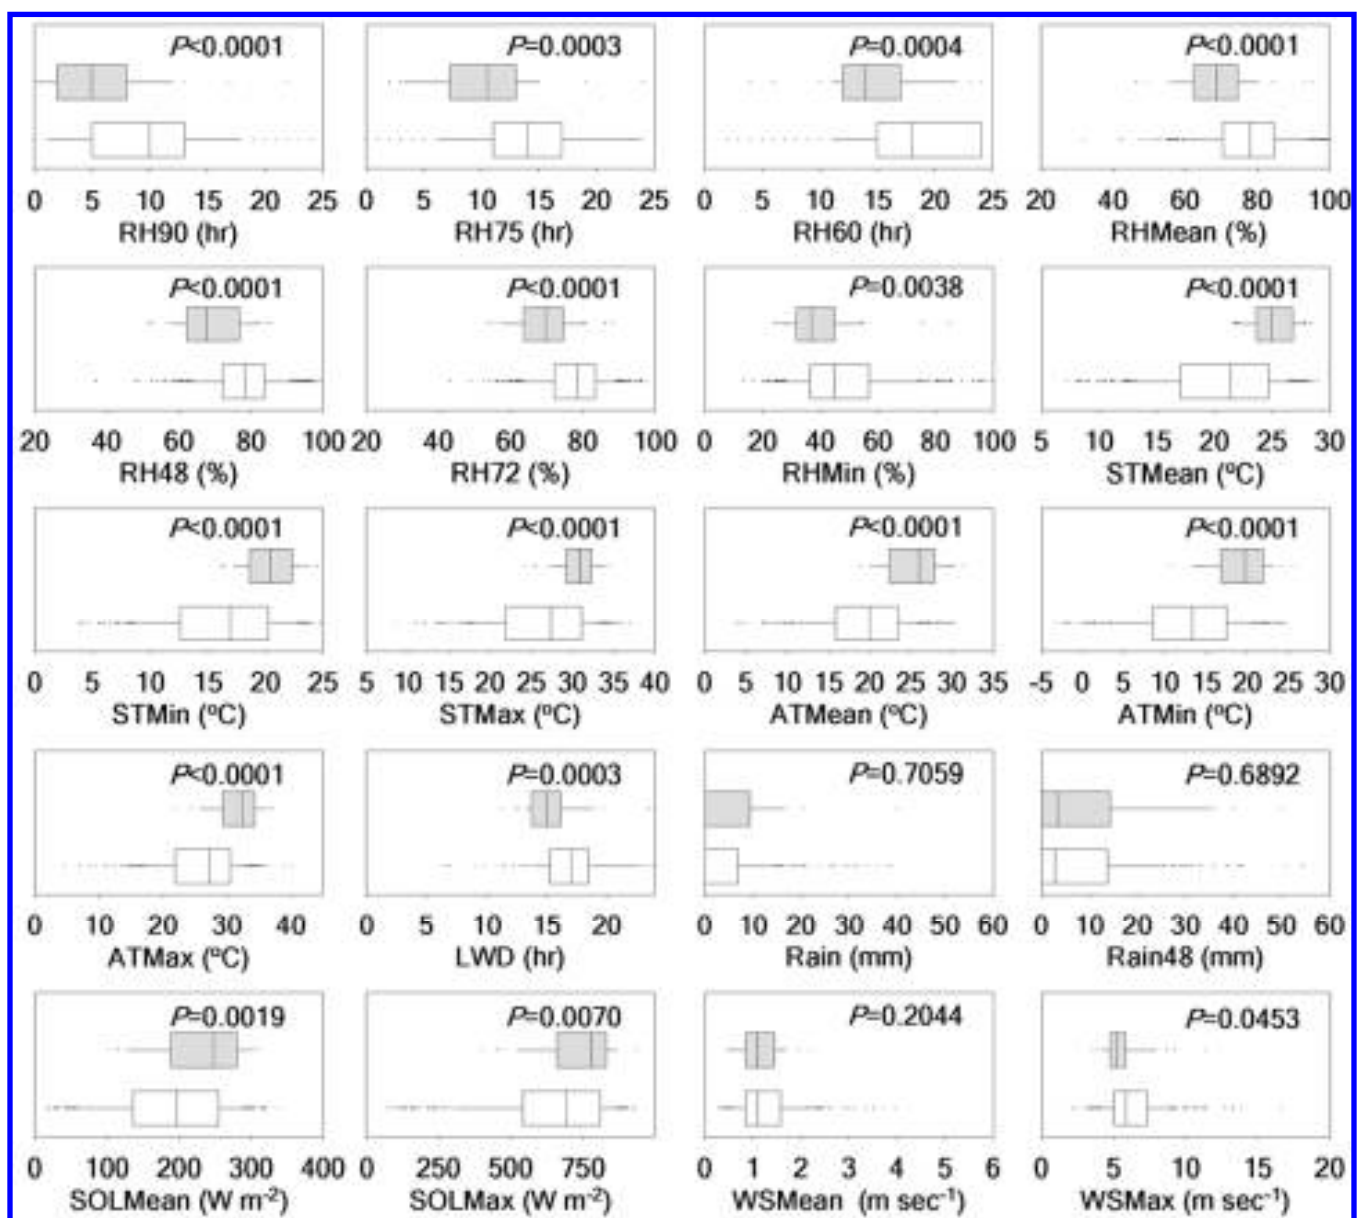 P<0.0001 P=0.0003 P=0.0004 P<0.0001
0 5 10 15 20 25 0 5 10 15 20 25 0 5 10 15 20 25 20 40 60 80 100
RH90 (hr) RH75 (hr) RH60 (hr) RHMean (%)
P<0.0001 P<0.0001 P=0.0038 P<0.0001
20 40 60 80 100 20 40 60 80 100 0 20 40 60 80 100 5 10 15 20 25 30
RH48 (%) RH72 (%) RHMin (%) STMean (ºC)
P<0.0001 P<0.0001 P<0.0001 P<0.0001
0 5 10 15 20 25 5 10 15 20 25 30 35 40 0 5 10 15 20 25 30 35 -5 0 5 10 15 20 25 30
STMin (ºC) STMax (ºC) ATMean (ºC) ATMin (ºC)
P<0.0001 P=0.0003 P=0.7059 P=0.6892
0 10 20 30 40 0 5 10 15 20 0 10 20 30 40 50 60 0 10 20 30 40 50 60
ATMax (ºC) LWD (hr) Rain (mm) Rain48 (mm)
P=0.0019 P=0.0070 P=0.2044 P=0.0453
0 100 200 300 400 0 250 500 750 0 1 2 3 4 5 6 0 5 10 15 20
SOLMean (W m-2) SOLMax (W m-2) WSMean (m sec-1) WSMax (m sec-1)